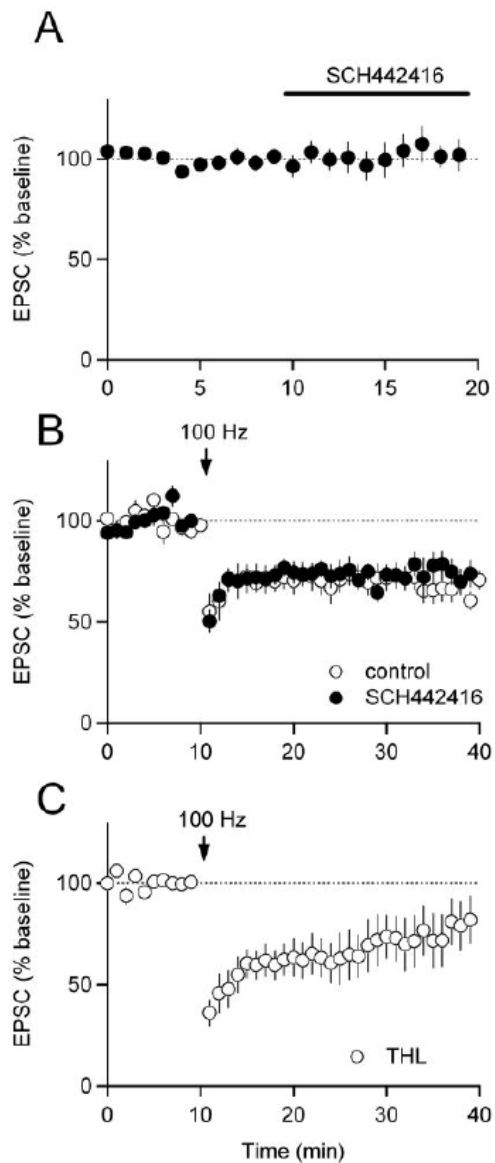 A
SCH442416
EPSC (% baseline)
100
50
0
0 5 10 15 20
B
100 Hz
EPSC (% baseline)
100
50
0
control
SCH442416
0 10 20 30 40
C
100 Hz
EPSC (% baseline)
100
50
0
THL
0 10 20 30 40
Time (min)